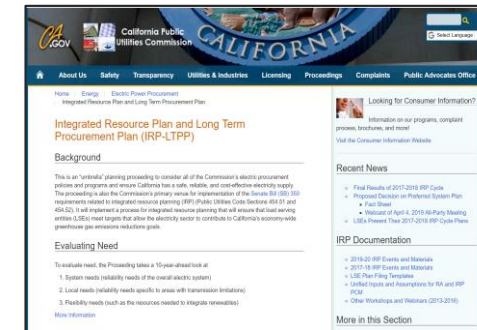 CA
.GOV
California Public
Utilities Commission
CALIFORNIA
Select Language
About Us Safety Transparency Utilities & Industries Licensing Proceedings Complaints Public Advocates Office
Home Energy Electric Power Procurement
Integrated Resource Plan and Long Term Procurement Plan
Integrated Resource Plan and Long Term
Procurement Plan (IRP-LTPP)
Background
This is an "umbrella" planning proceeding to consider all of the Commission's electric procurement
policies and programs and ensure California has a safe, reliable, and cost-effective electricity supply.
The proceeding is also the Commission's primary venue for implementation of the Senate Bill (SB) 350
requirements related to integrated resource planning (IRP) (Public Utilities Code Sections 454.51 and
454.52). It will implement a process for integrated resource planning that will ensure that load serving
entities (LSEs) meet targets that allow the electricity sector to contribute to California's economy-wide
greenhouse gas emissions reductions goals.
Evaluating Need
To evaluate need, the Proceeding takes a 10-year-ahead look at
1. System needs (reliability needs of the overall electric system)
2. Local needs (reliability needs specific to areas with transmission limitations)
3. Flexibility needs (such as the resources needed to integrate renewables)
More Information
Looking for Consumer Information?
Information on our programs, complaint
process, brochures, and more!
Visit the Consumer Information Website
Recent News
Final Results of 2017-2018 IRP Cycle
Proposed Decision on Preferred System Plan
Fact Sheet
Webcast of April 4, 2019 All-Party Meeting
LSEs Present Their 2017-2018 IRP Cycle Plans
IRP Documentation
2019-20 IRP Events and Materials
2017-18 IRP Events and Materials
LSE Plan Filing Templates
Unified Inputs and Assumptions for RA and IRP
PCM
Other Workshops and Webinars (2013-2016)
More in this Section